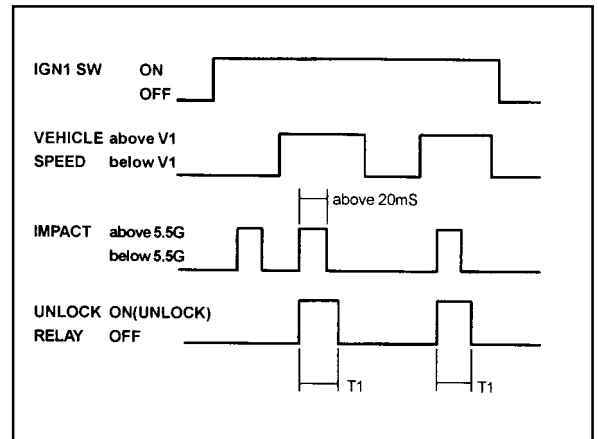 IGN1 SW ON
OFF
VEHICLE above V1
SPEED below V1
above 20mS
IMPACT above 5.5G
below 5.5G
UNLOCK ON(UNLOCK)
RELAY OFF
T1 T1